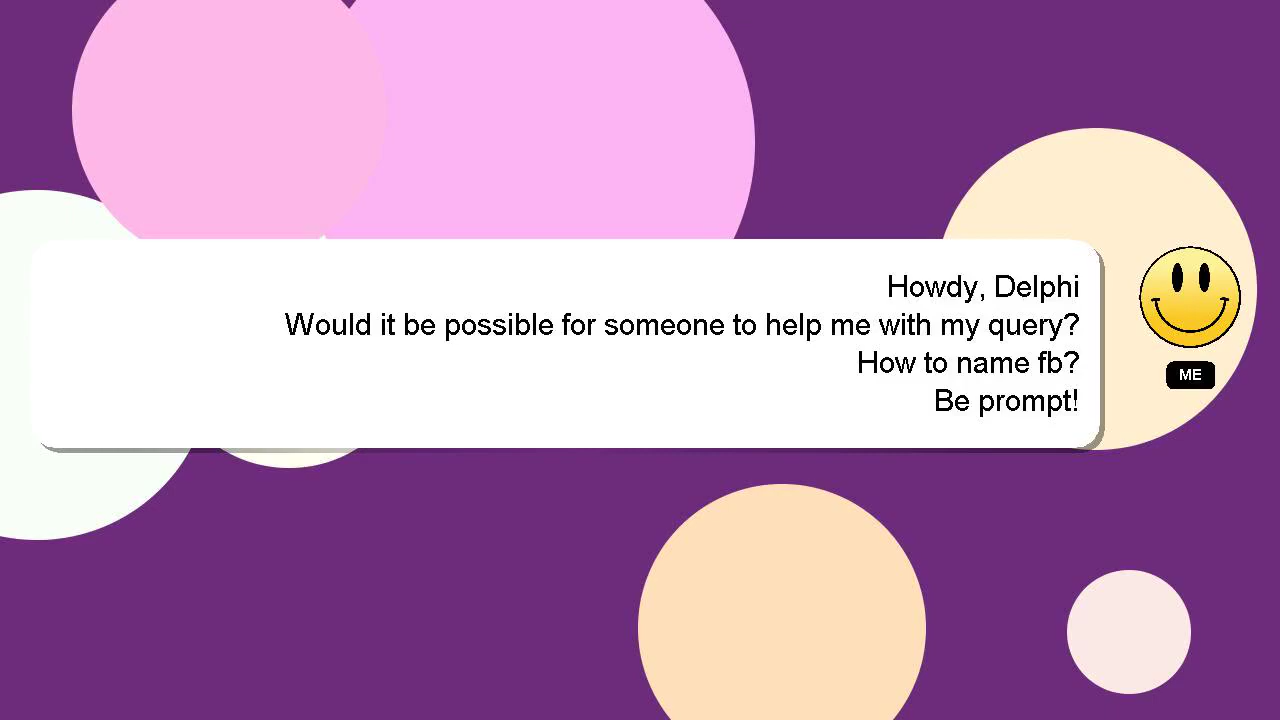 Howdy, Delphi
Would it be possible for someone to help me with my query?
How to name fb?
Be prompt!
ME